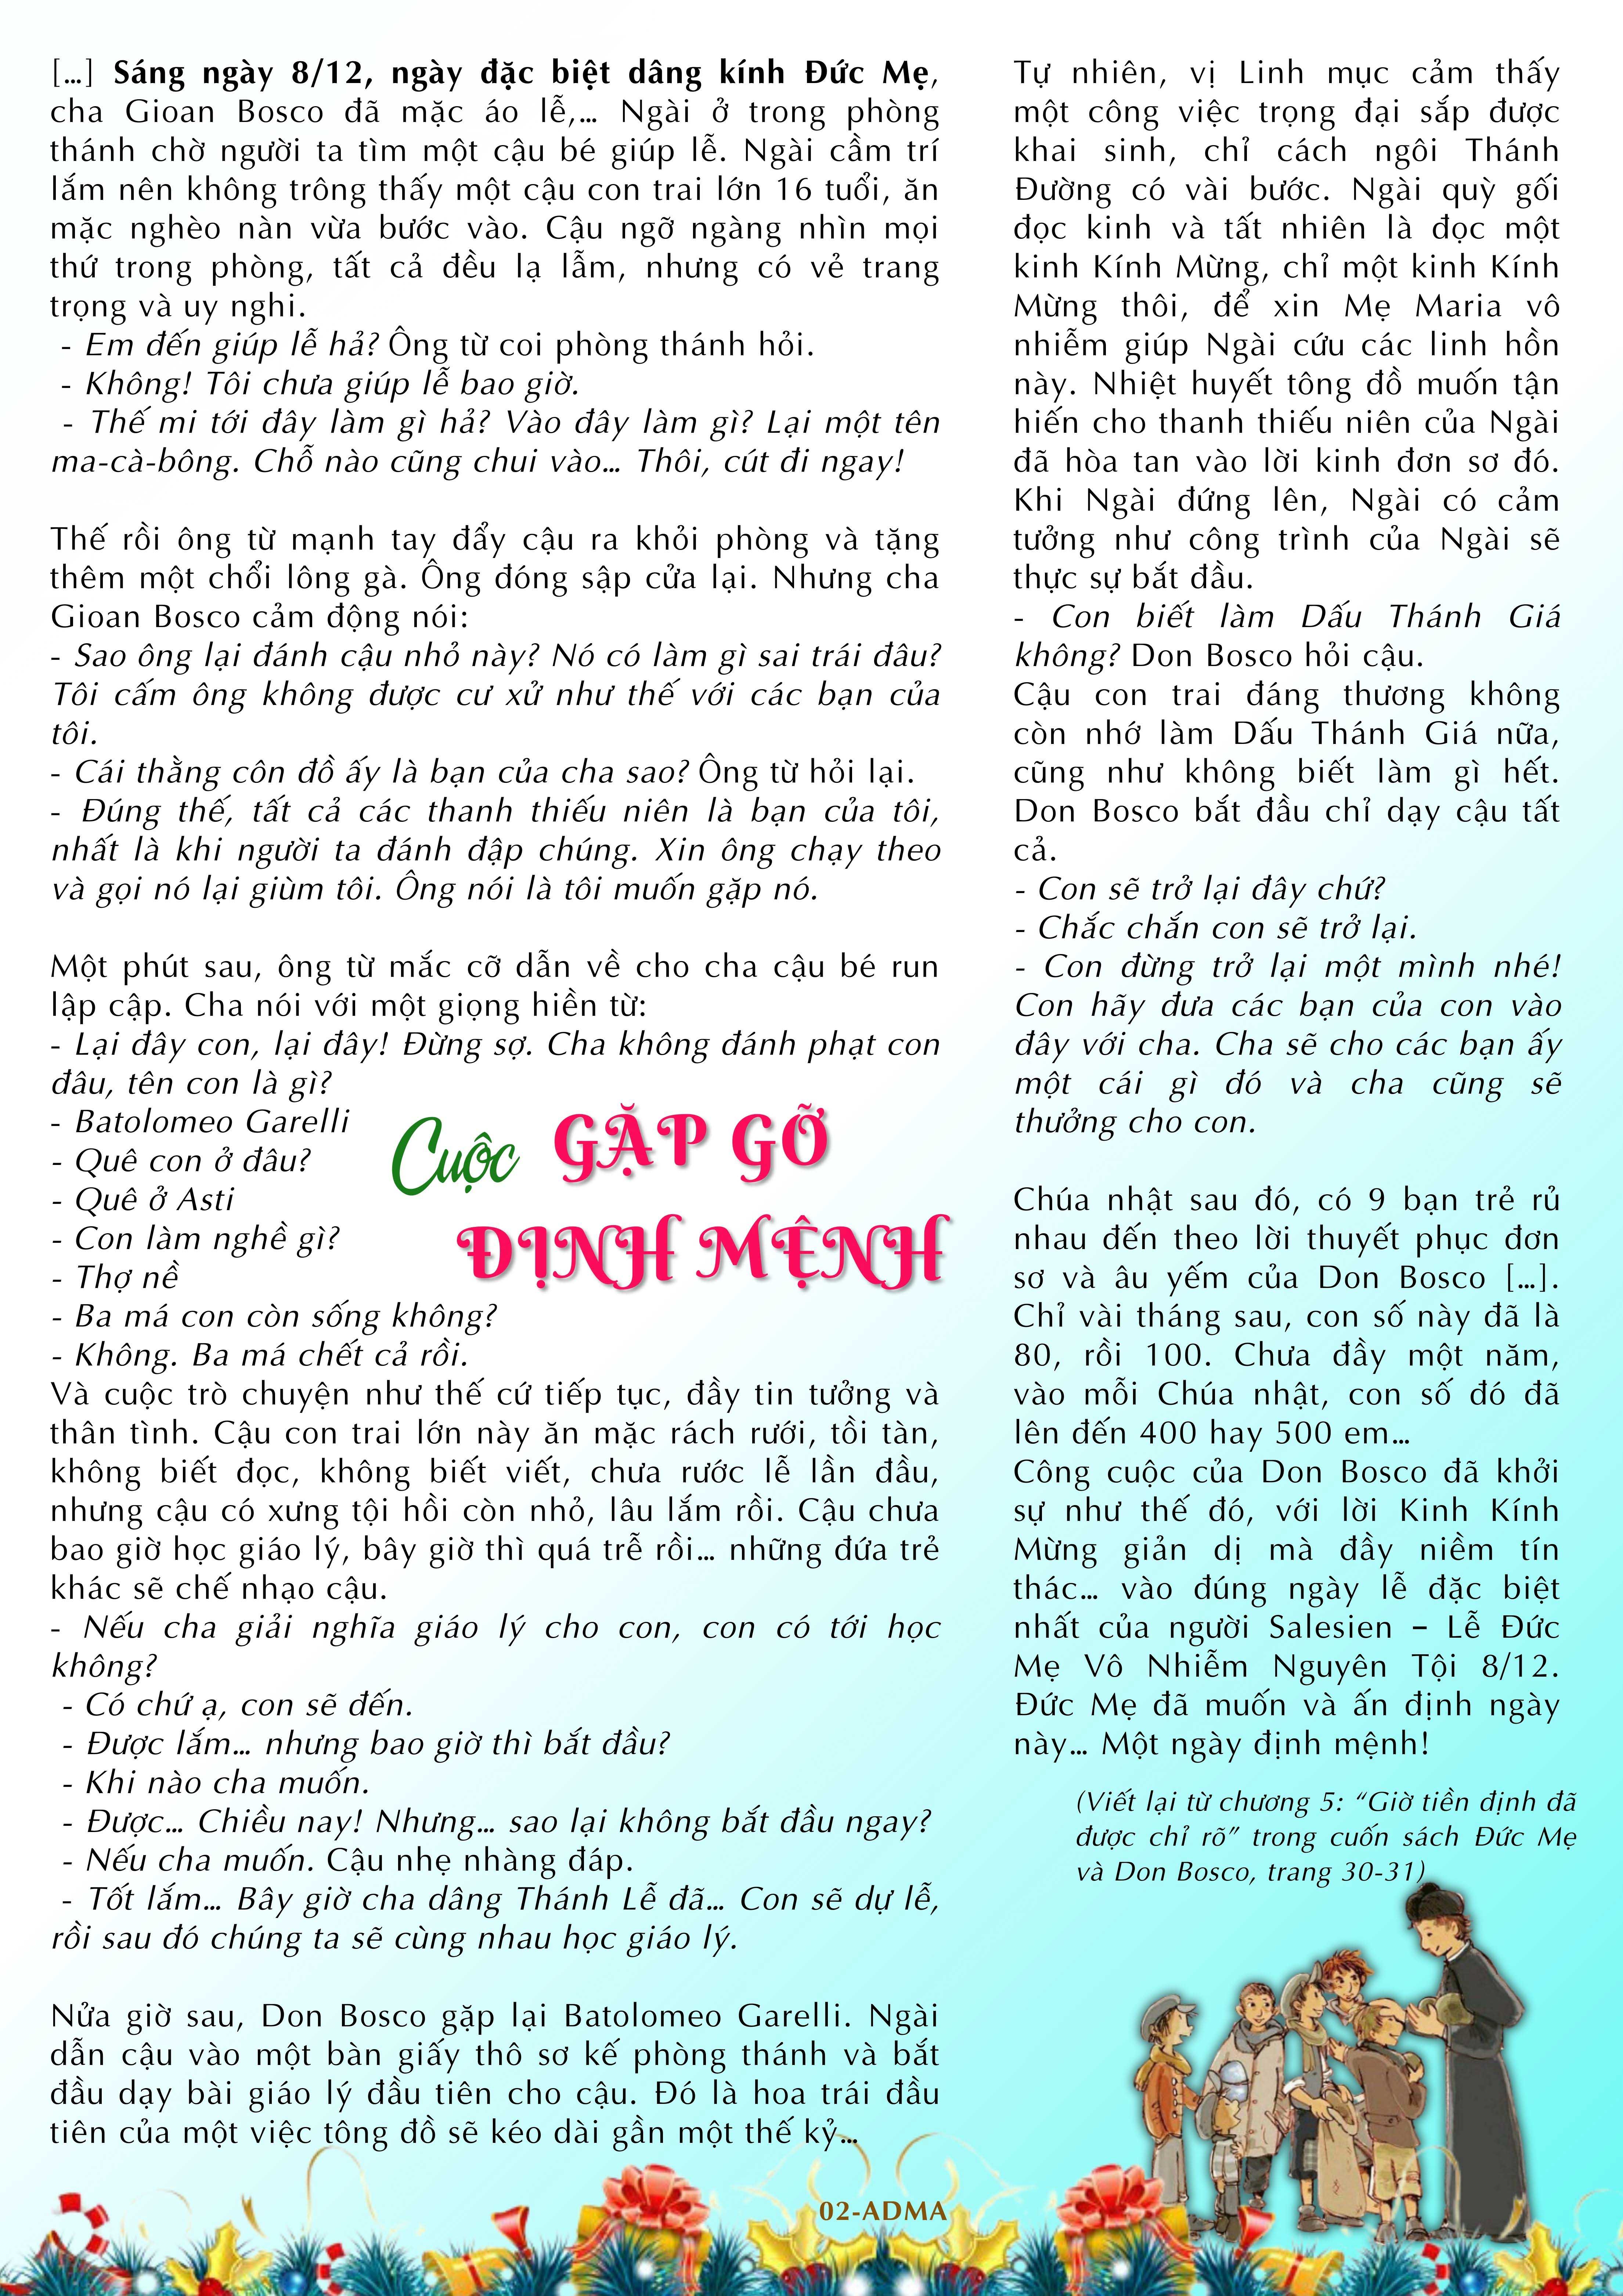 […] Sáng ngày 8/12, ngày đặc biệt dâng kính Đức Mẹ,
cha Gioan Bosco đã mặc áo lễ,… Ngài ở trong phòng
thánh chờ người ta tìm một cậu bé giúp lễ. Ngài cầm trí
lắm nên không trông thấy một cậu con trai lớn 16 tuổi, ăn
mặc nghèo nàn vừa bước vào. Cậu ngỡ ngàng nhìn mọi
thứ trong phòng, tất cả đều lạ lẫm, nhưng có vẻ trang
trọng và uy nghi.
- Em đến giúp lễ hả? Ông từ coi phòng thánh hỏi.
- Không! Tôi chưa giúp lễ bao giờ.
- Thế mi tới đây làm gì hả? Vào đây làm gì? Lại một tên
ma-cà-bông. Chỗ nào cũng chui vào… Thôi, cút đi ngay!
Thế rồi ông từ mạnh tay đẩy cậu ra khỏi phòng và tặng
thêm một chổi lông gà. Ông đóng sập cửa lại. Nhưng cha
Gioan Bosco cảm động nói:
- Sao ông lại đánh cậu nhỏ này? Nó có làm gì sai trái đâu?
Tôi cấm ông không được cư xử như thế với các bạn của
tôi.
- Cái thằng côn đồ ấy là bạn của cha sao? Ông từ hỏi lại.
- Đúng thế, tất cả các thanh thiếu niên là bạn của tôi,
nhất là khi người ta đánh đập chúng. Xin ông chạy theo
và gọi nó lại giùm tôi. Ông nói là tôi muốn gặp nó.
Một phút sau, ông từ mắc cỡ dẫn về cho cha cậu bé run
lập cập. Cha nói với một giọng hiền từ:
- Lại đây con, lại đây! Đừng sợ. Cha không đánh phạt con
đâu, tên con là gì?
- Batolomeo Garelli
- Quê con ở đâu?
- Quê ở Asti
- Con làm nghề gì?
- Thợ nề
- Ba má con còn sống không?
- Không. Ba má chết cả rồi.
Cuộc GẶP GỠ
ĐỊNH MỆNH
Và cuộc trò chuyện như thế cứ tiếp tục, đầy tin tưởng và
thân tình. Cậu con trai lớn này ăn mặc rách rưới, tồi tàn,
không biết đọc, không biết viết, chưa rước lễ lần đầu,
nhưng cậu có xưng tội hồi còn nhỏ, lâu lắm rồi. Cậu chưa
bao giờ học giáo lý, bây giờ thì quá trễ rồi… những đứa trẻ
khác sẽ chế nhạo cậu.
- Nếu cha giải nghĩa giáo lý cho con, con có tới học
không?
- Có chứ ạ, con sẽ đến.
- Được lắm… nhưng bao giờ thì bắt đầu?
- Khi nào cha muốn.
- Được… Chiều nay! Nhưng… sao lại không bắt đầu ngay?
- Nếu cha muốn. Cậu nhẹ nhàng đáp.
- Tốt lắm… Bây giờ cha dâng Thánh Lễ đã… Con sẽ dự lễ,
rồi sau đó chúng ta sẽ cùng nhau học giáo lý.
Nửa giờ sau, Don Bosco gặp lại Batolomeo Garelli. Ngài
dẫn cậu vào một bàn giấy thô sơ kế phòng thánh và bắt
đầu dạy bài giáo lý đầu tiên cho cậu. Đó là hoa trái đầu
tiên của một việc tông đồ sẽ kéo dài gần một thế kỷ…
Tự nhiên, vị Linh mục cảm thấy
một công việc trọng đại sắp được
khai sinh, chỉ cách ngôi Thánh
Đường có vài bước. Ngài quỳ gối
đọc kinh và tất nhiên là đọc một
kinh Kính Mừng, chỉ một kinh Kính
Mừng thôi, để xin Mẹ Maria vô
nhiễm giúp Ngài cứu các linh hồn
này. Nhiệt huyết tông đồ muốn tận
hiến cho thanh thiếu niên của Ngài
đã hòa tan vào lời kinh đơn sơ đó.
Khi Ngài đứng lên, Ngài có cảm
tưởng như công trình của Ngài sẽ
thực sự bắt đầu.
- Con biết làm Dấu Thánh Giá
không? Don Bosco hỏi cậu.
Cậu con trai đáng thương không
còn nhớ làm Dấu Thánh Giá nữa,
cũng như không biết làm gì hết.
Don Bosco bắt đầu chỉ dạy cậu tất
cả.
- Con sẽ trở lại đây chứ?
- Chắc chắn con sẽ trở lại.
- Con đừng trở lại một mình nhé!
Con hãy đưa các bạn của con vào
đây với cha. Cha sẽ cho các bạn ấy
một cái gì đó và cha cũng sẽ
thưởng cho con.
Chúa nhật sau đó, có 9 bạn trẻ rủ
nhau đến theo lời thuyết phục đơn
sơ và âu yếm của Don Bosco […].
Chỉ vài tháng sau, con số này đã là
80, rồi 100. Chưa đầy một năm,
vào mỗi Chúa nhật, con số đó đã
lên đến 400 hay 500 em…
Công cuộc của Don Bosco đã khởi
sự như thế đó, với lời Kinh Kính
Mừng giản dị mà đầy niềm tín
thác… vào đúng ngày lễ đặc biệt
nhất của người Salesien – Lễ Đức
Mẹ Vô Nhiễm Nguyên Tội 8/12.
Đức Mẹ đã muốn và ấn định ngày
này… Một ngày định mệnh!
(Viết lại từ chương 5: “Giờ tiền định đã
được chỉ rõ” trong cuốn sách Đức Mẹ
và Don Bosco, trang 30-31)
02-ADMA